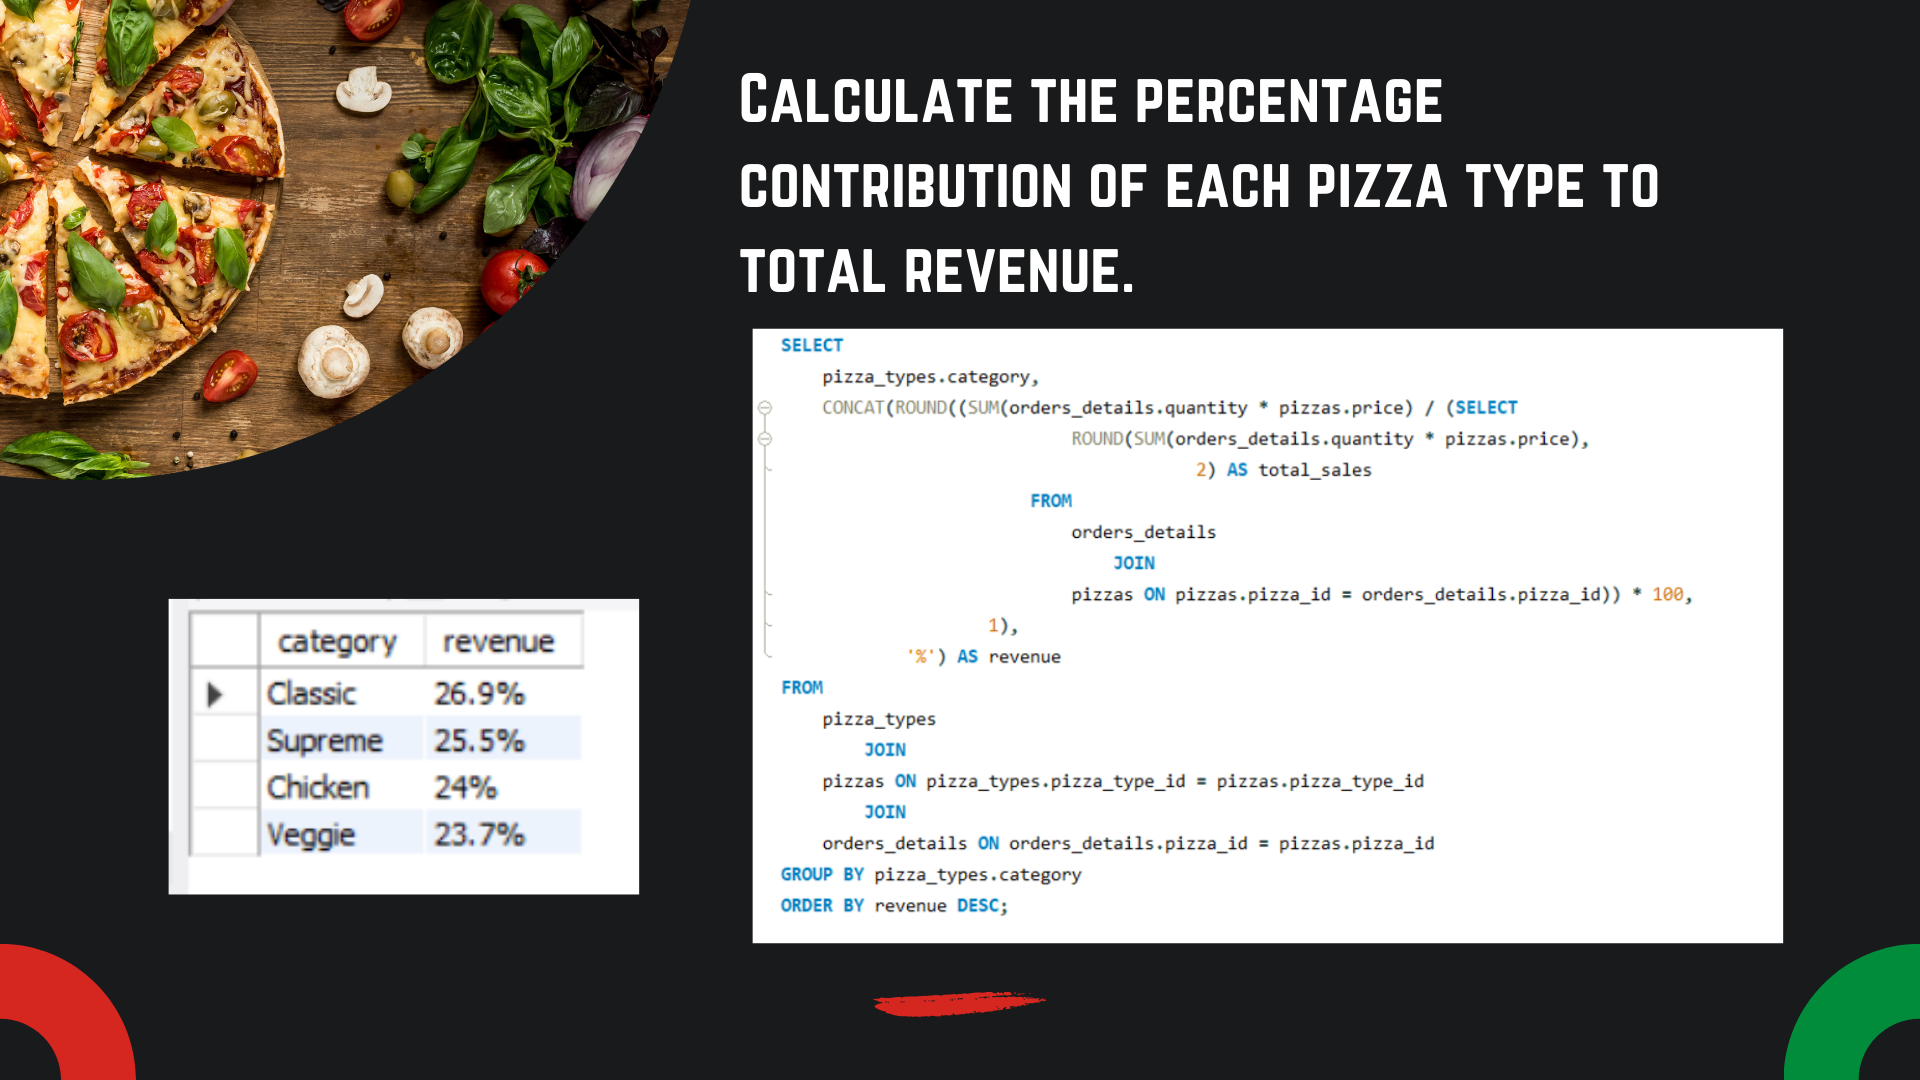 CALCULATE THE PERCENTAGE
CONTRIBUTION OF EACH PIZZA TYPE TO
TOTAL REVENUE.
SELECT
pizza_types.category,
CONCAT(ROUND((SUM(orders_details.quantity * pizzas.price) / (SELECT
ROUND(SUM(orders_details.quantity * pizzas.price),
2) AS total_sales
FROM
orders_details
JOIN
pizzas ON pizzas.pizza_id = orders_details.pizza_id)) * 100,
1),
'%') AS revenue
FROM
pizza_types
JOIN
pizzas ON pizza_types.pizza_type_id = pizzas.pizza_type_id
JOIN
orders_details ON orders_details.pizza_id = pizzas.pizza_id
GROUP BY pizza_types.category
ORDER BY revenue DESC;
category revenue
Classic 26.9%
Supreme 25.5%
Chicken 24%
Veggie 23.7%